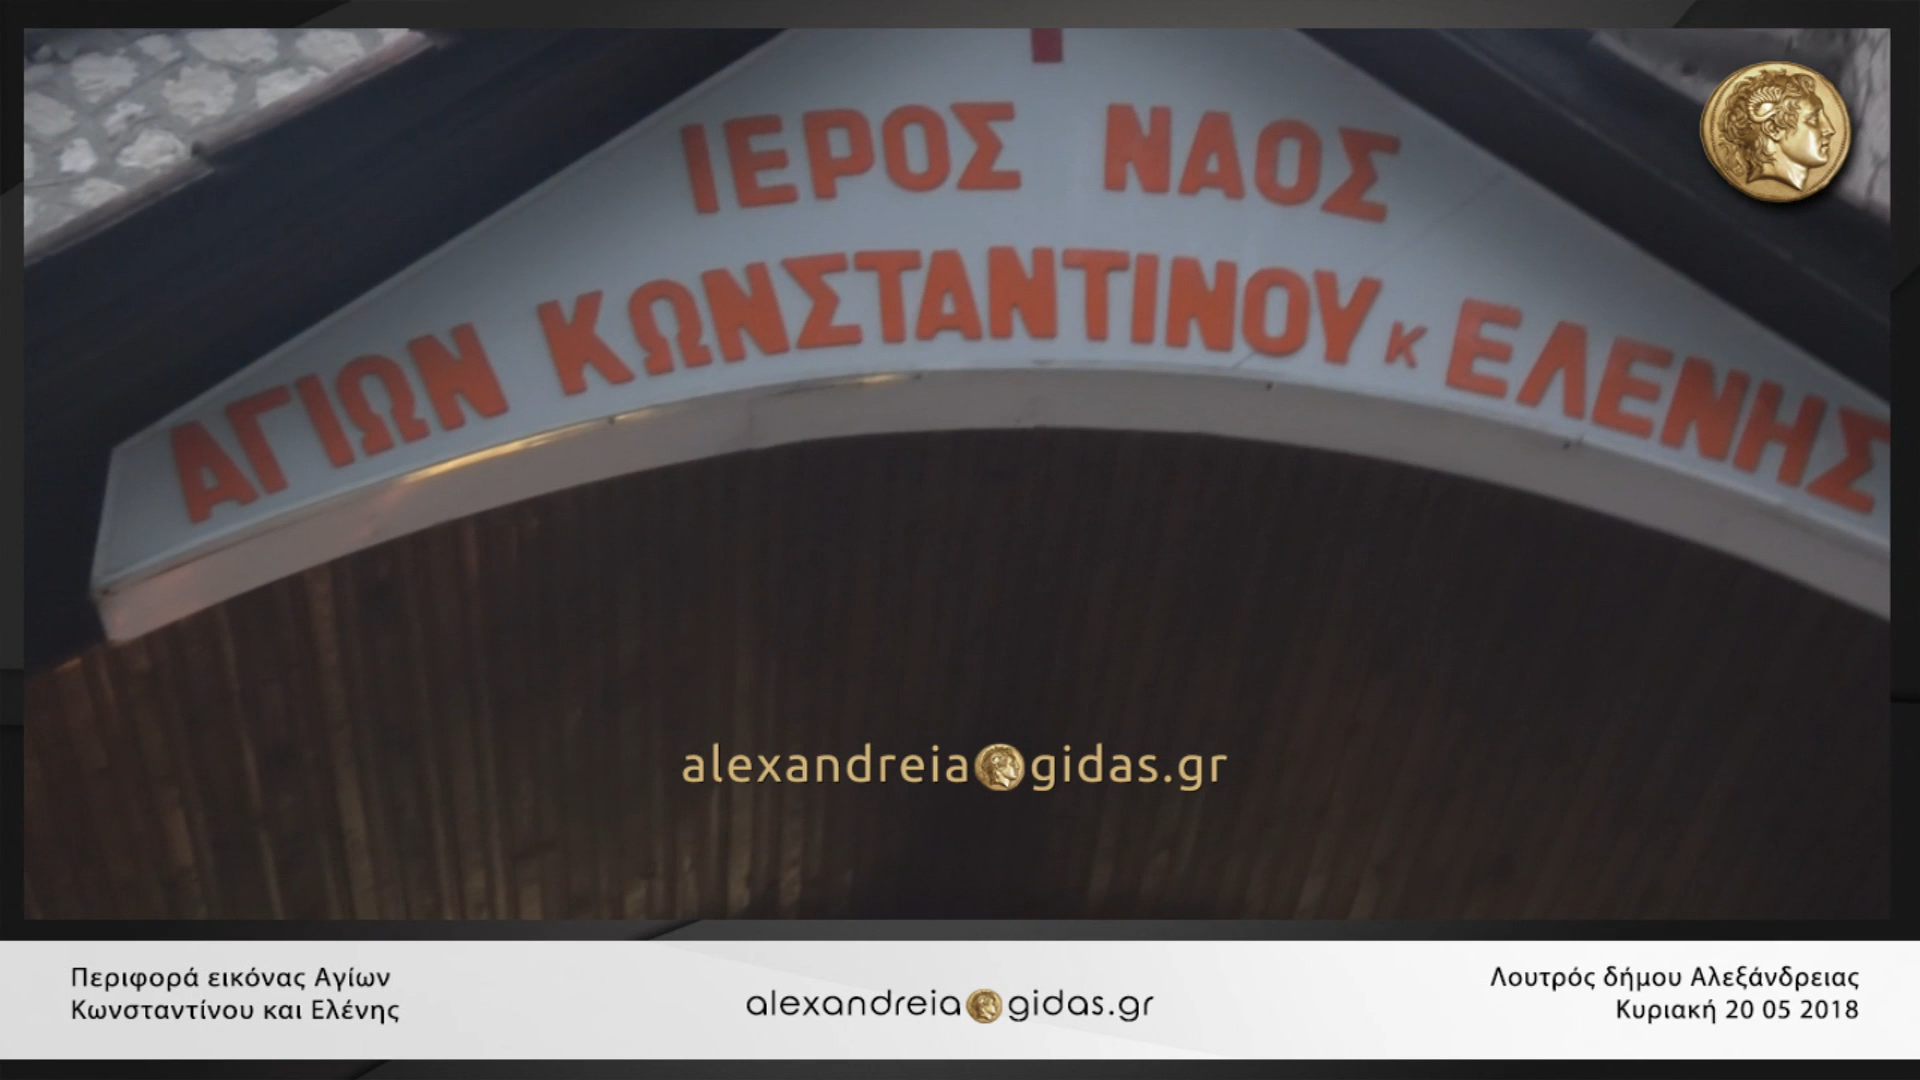 ΙΕΡΟΣ ΝΑΟΣ
ΑΓΙΩΝ ΚΩΝΣΤΑΝΤΙΝΟΥ κ ΕΛΕΝΗΣ
alexandreia gidas.gr
Περιφορά εικόνας Αγίων
Κωνσταντίνου και Ελένης
alexandreia gidas.gr
Λουτρός δήμου Αλεξάνδρειας
Κυριακή 20 05 2018